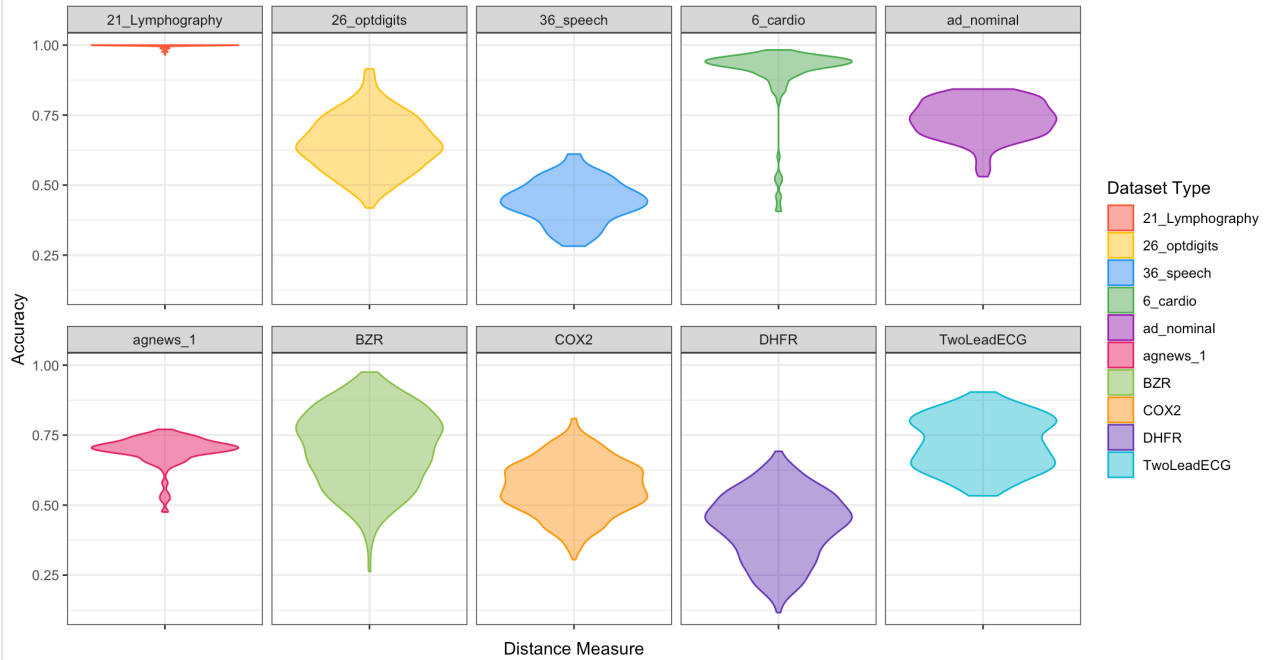 21_Lymphography 26_optdigits 36_speech 6_cardio ad_nominal
1.00
0.75
0.50
0.25
Accuracy
agnews_1 BZR COX2 DHFR TwoLeadECG
1.00
0.75
0.50
0.25
Distance Measure
Dataset Type
21_Lymphography
26_optdigits
36_speech
6_cardio
ad_nominal
agnews_1
BZR
COX2
DHFR
TwoLeadECG